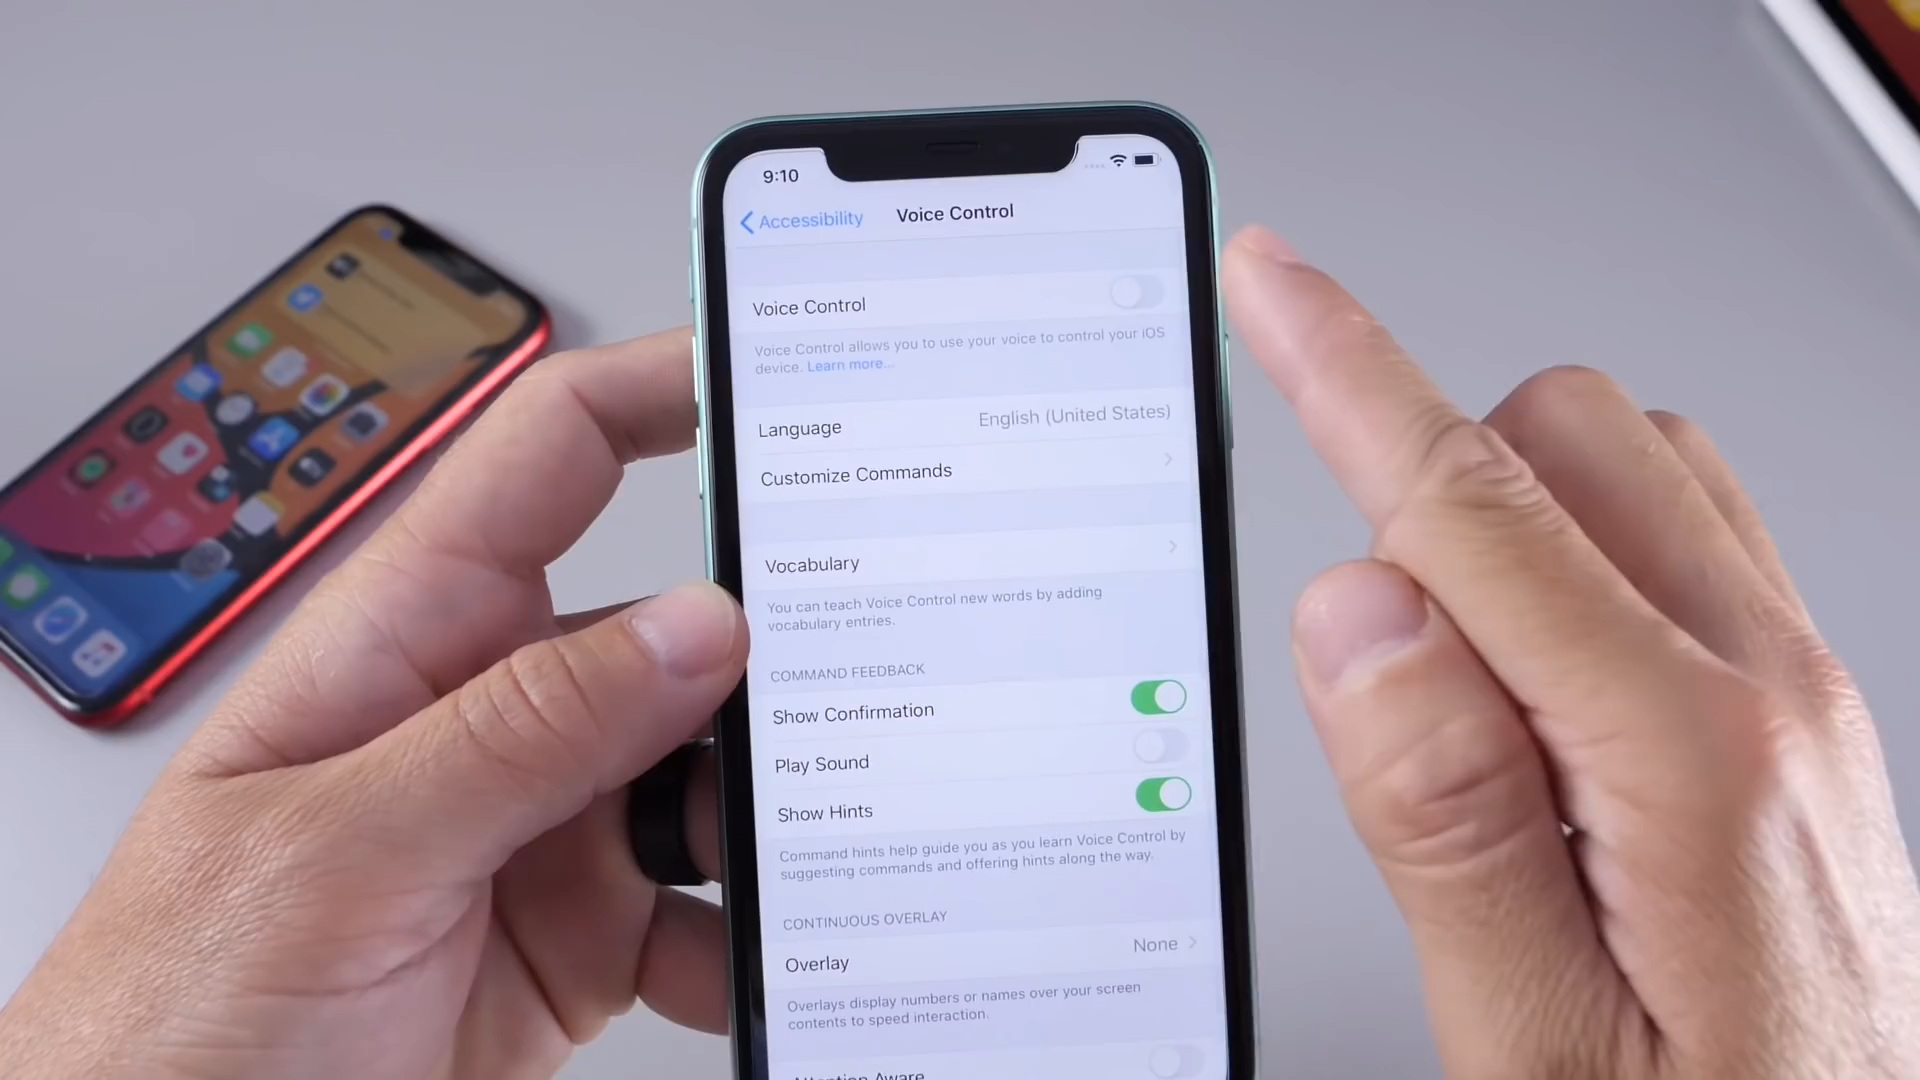 9:10
Accessibility
Voice Control
Voice Control
Voice Control allows you to use your voice to control your iOS
device. Learn more...
Language
English (United States)
Customize Commands
Vocabulary
You can teach Voice Control new words by adding
vocabulary entries.
COMMAND FEEDBACK
Show Confirmation
Play Sound
Show Hints
Command hints help guide you as you learn Voice Control by
suggesting commands and offering hints along the way.
CONTINUOUS OVERLAY
Overlay
None
Overlays display numbers or names over your screen
contents to speed interaction.
Attention Aware